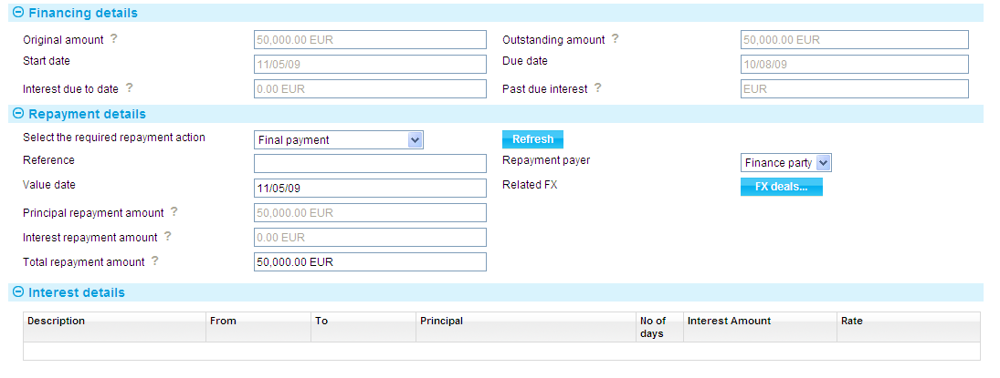 Financing details
Original amount ? 50,000.00 EUR Outstanding amount ? 50,000.00 EUR
Start date 11/05/09 Due date 10/08/09
Interest due to date ? 0.00 EUR Past due interest ? EUR
Repayment details
Select the required repayment action Final payment Refresh
Reference Repayment payer Finance party
Value date 11/05/09 Related FX FX deals...
Principal repayment amount ? 50,000.00 EUR
Interest repayment amount ? 0.00 EUR
Total repayment amount ? 50,000.00 EUR
Interest details
Description From To Principal No of Interest Amount Rate
days